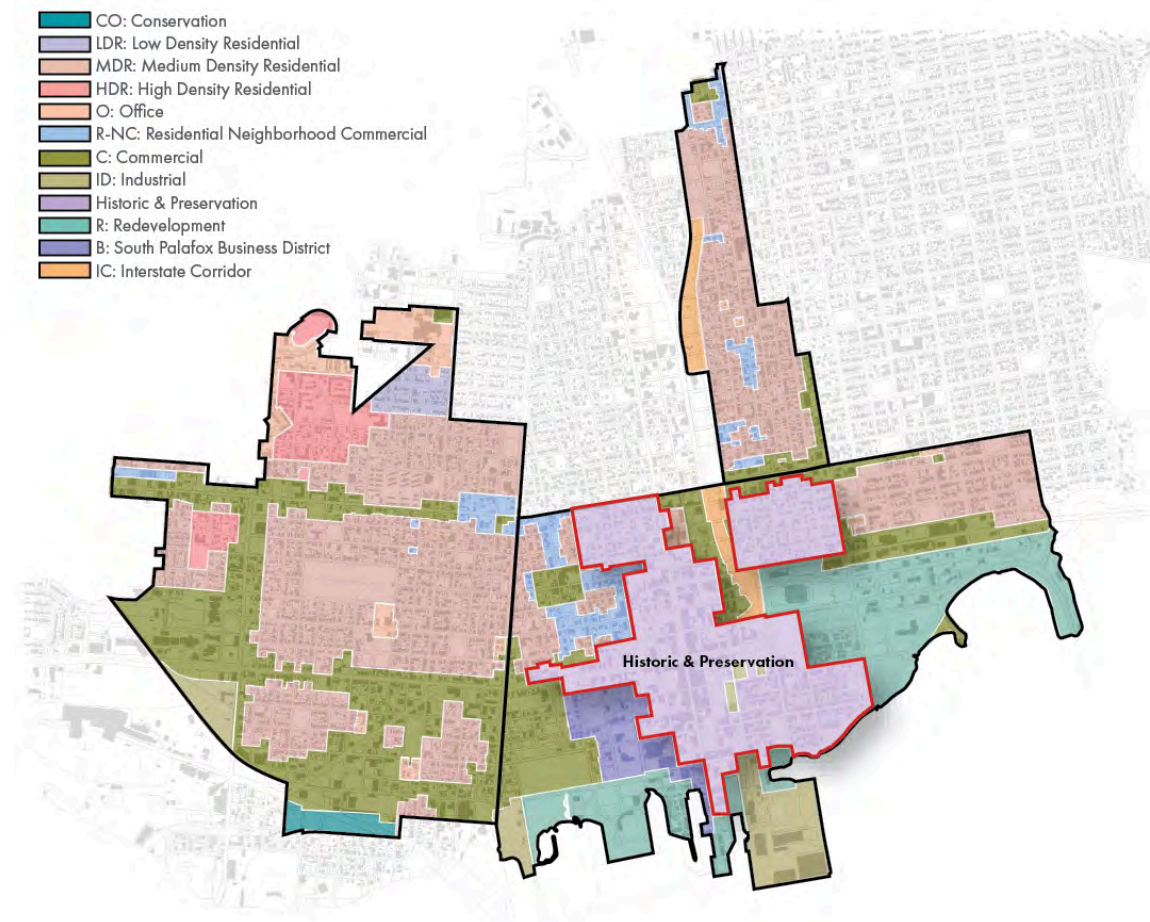 CO: Conservation
LDR: Low Density Residential
MDR: Medium Density Residential
HDR: High Density Residential
O: Office
R-NC: Residential Neighborhood Commercial
C: Commercial
ID: Industrial
Historic & Preservation
R: Redevelopment
B: South Palafox Business District
IC: Interstate Corridor
Historic & Preservation